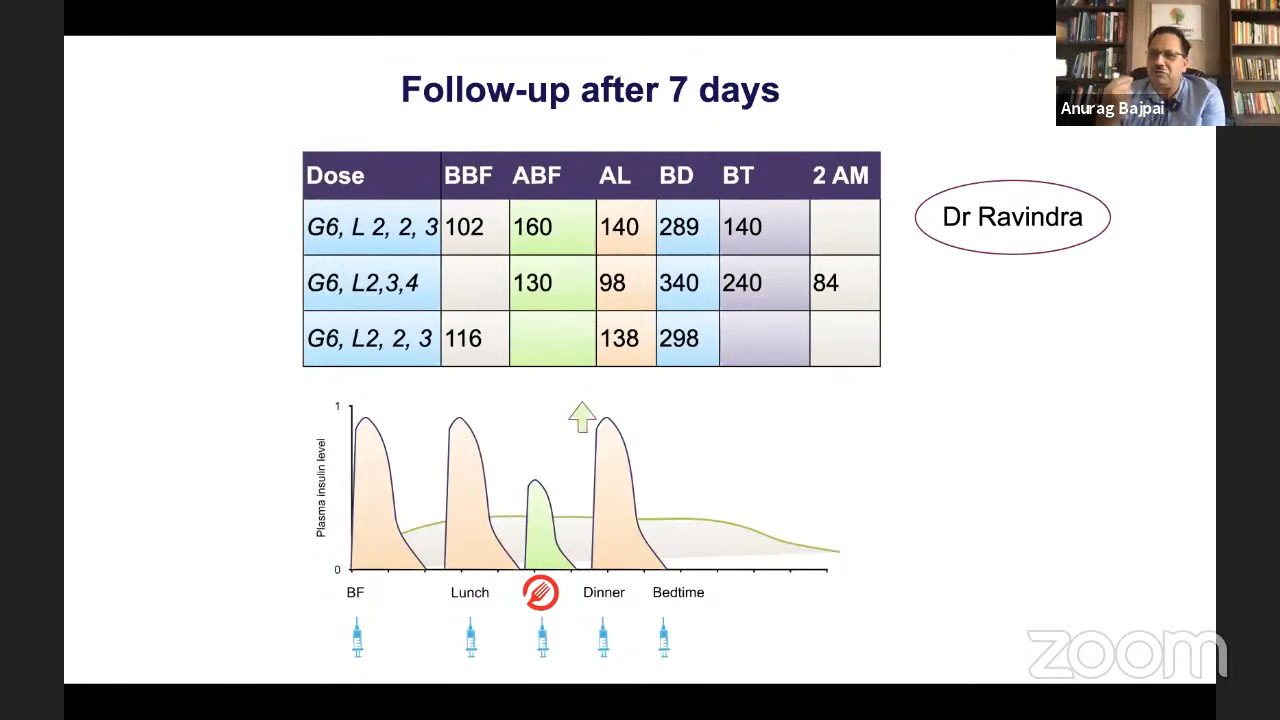 Follow-up after 7 days
Anurag Bajpai
Dose BBF ABF AL BD BT 2 AM
G6, L 2, 2, 3 102 160 140 289 140
G6, L2,3,4 130 98 340 240 84
G6, L2, 2, 3 116 138 298
Dr Ravindra
1
Plasma insulin level
0
BF Lunch Dinner Bedtime
zoom